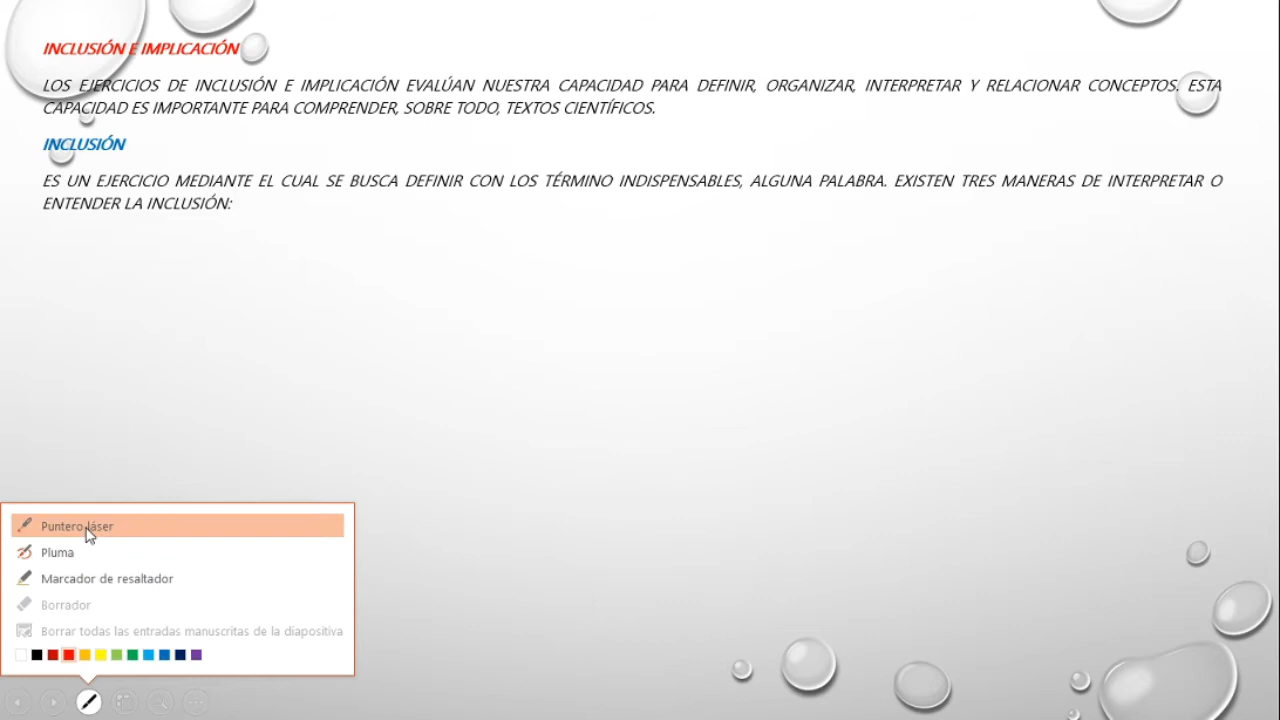 INCLUSIÓN E IMPLICACIÓN
LOS EJERCICIOS DE INCLUSIÓN E IMPLICACIÓN EVALÚAN NUESTRA CAPACIDAD PARA DEFINIR, ORGANIZAR, INTERPRETAR Y RELACIONAR CONCEPTOS. ESTA
CAPACIDAD ES IMPORTANTE PARA COMPRENDER, SOBRE TODO, TEXTOS CIENTÍFICOS.
INCLUSIÓN
ES UN EJERCICIO MEDIANTE EL CUAL SE BUSCA DEFINIR CON LOS TÉRMINO INDISPENSABLES, ALGUNA PALABRA. EXISTEN TRES MANERAS DE INTERPRETAR O
ENTENDER LA INCLUSIÓN:
Puntero láser
Pluma
Marcador de resaltador
Borrador
Borrar todas las entradas manuscritas de la diapositiva